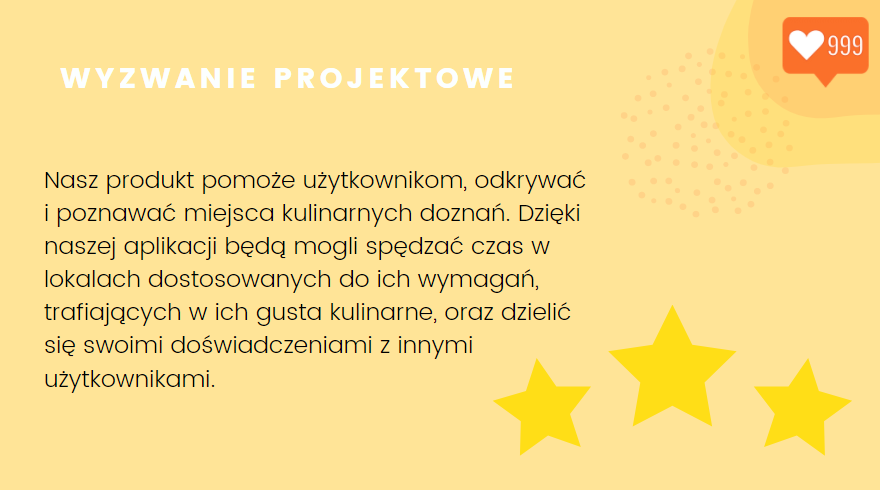 999
WYZWANIE PROJEKTOWE
Nasz produkt pomoże użytkownikom, odkrywać
i poznawać miejsca kulinarnych doznań. Dzięki
naszej aplikacji będą mogli spędzać czas w
lokalach dostosowanych do ich wymagań,
trafiających w ich gusta kulinarne, oraz dzielić
się swoimi doświadczeniami z innymi
użytkownikami.